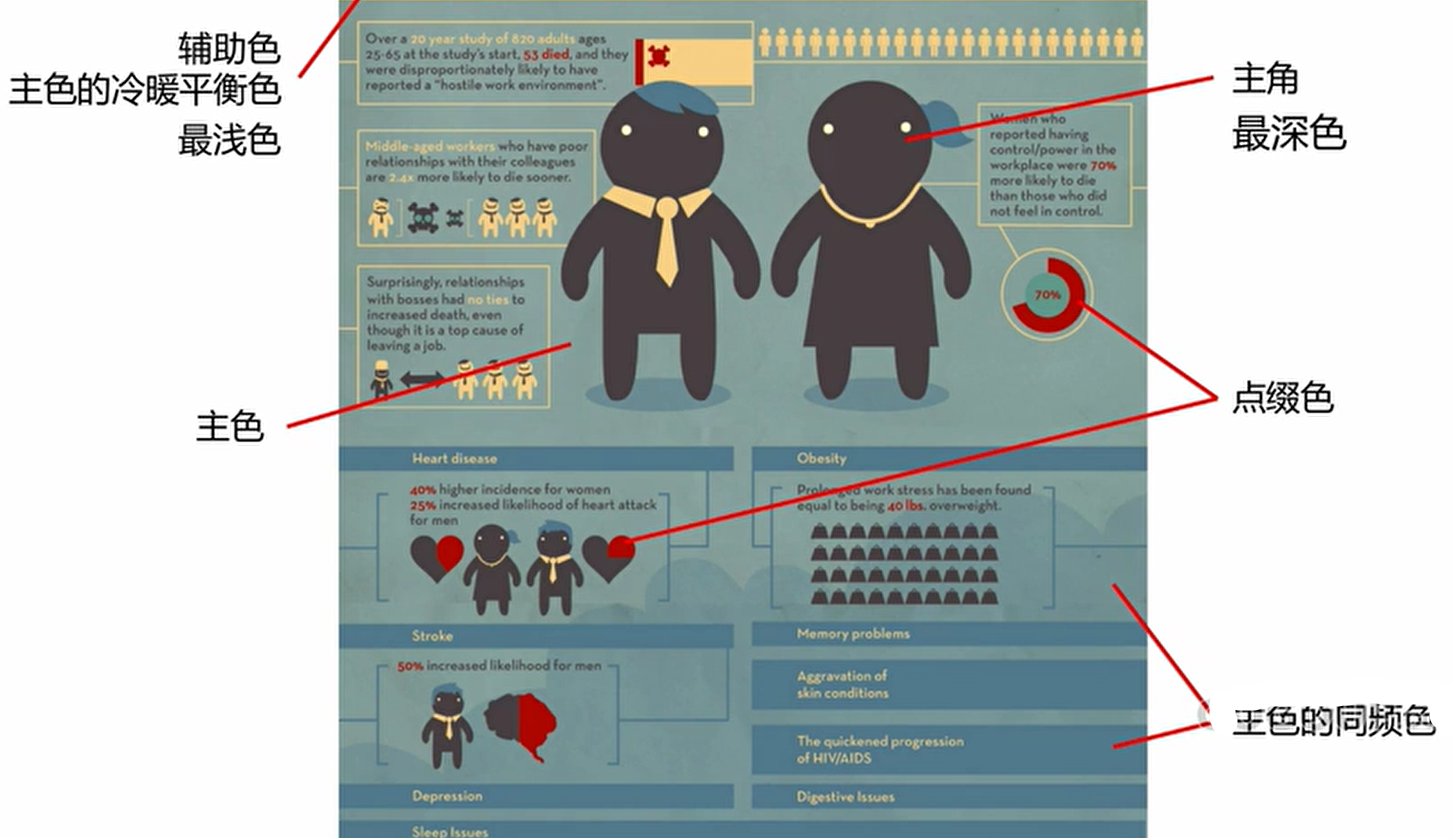 辅助色
主色的冷暖平衡色
最浅色
Over a 20 year study of 820 adults ages
25-65 at the study's start, 53 died, and they
were disproportionately likely to have
reported a "hostile work environment".
主角
最深色
Middle-aged workers who have poor
relationships with their colleagues
are 2.4x more likely to die sooner.
Women who
reported having
control/power in the
workplace were 70%
more likely to die
than those who did
not feel in control.
Surprisingly, relationships
with bosses had no ties to
increased death, even
though it is a top cause of
leaving a job.
70%
主色
点缀色
Heart disease
40% higher incidence for women
25% increased likelihood of heart attack
for men
Obesity
Prolonged work stress has been found
equal to being 40 lbs. overweight.
Stroke
50% increased likelihood for men
Memory problems
Aggravation of
skin conditions
主色的同频色
The quickened progression
of HIV/AIDS
Depression
Digestive Issues
Sleep Issues